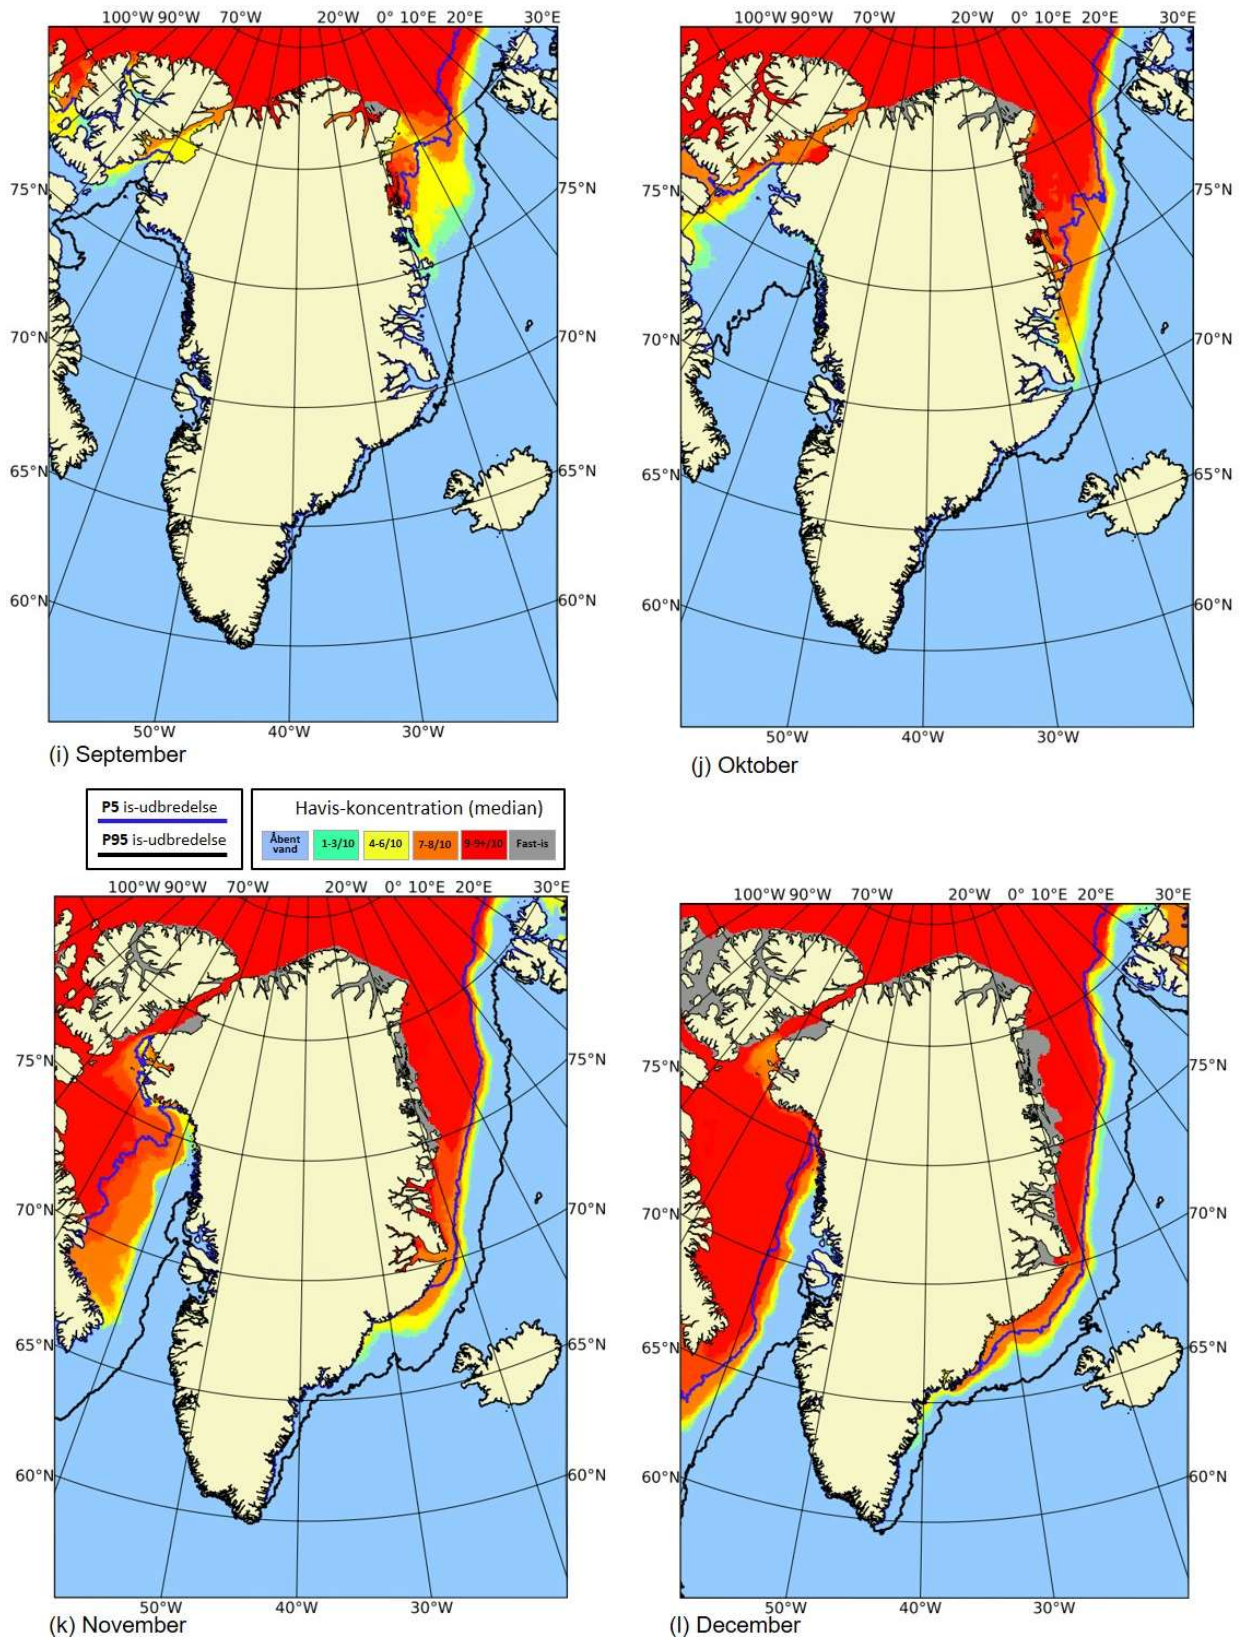 100°W 90°W 70°W 20°W 0° 10°E 20°E 30°E
75°N 75°N
70°N 70°N
65°N 65°N
60°N 60°N
50°W 40°W 30°W
(i) September
100°W 90°W 70°W 20°W 0° 10°E 20°E 30°E
75°N 75°N
70°N 70°N
65°N 65°N
60°N 60°N
50°W 40°W 30°W
(j) Oktober
P5 is-udbredelse
P95 is-udbredelse
Havis-koncentration (median)
Åbent vand 1-3/10 4-6/10 7-8/10 9-9+/10 Fast-is
100°W 90°W 70°W 20°W 0° 10°E 20°E 30°E
75°N 75°N
70°N 70°N
65°N 65°N
60°N 60°N
50°W 40°W 30°W
(k) November
100°W 90°W 70°W 20°W 0° 10°E 20°E 30°E
75°N 75°N
70°N 70°N
65°N 65°N
60°N 60°N
50°W 40°W 30°W
(l) December